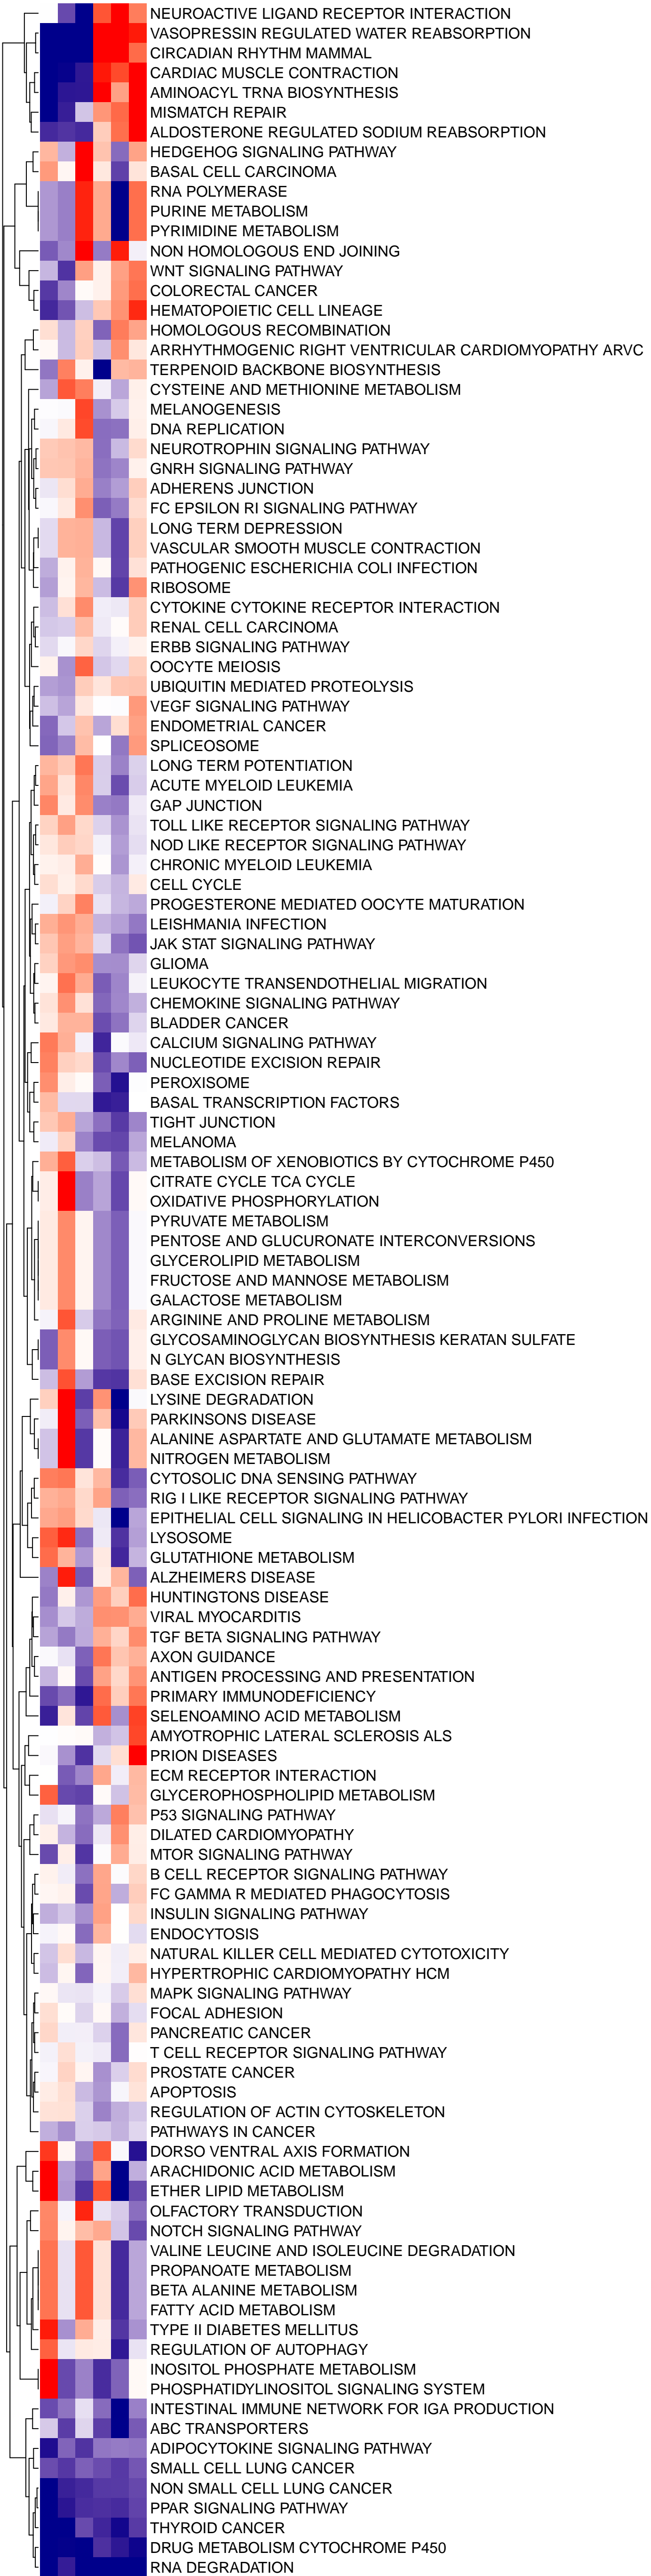 NEUROACTIVE LIGAND RECEPTOR INTERACTION
VASOPRESSIN REGULATED WATER REABSORPTION
CIRCADIAN RHYTHM MAMMAL
CARDIAC MUSCLE CONTRACTION
AMINOACYL TRNA BIOSYNTHESIS
MISMATCH REPAIR
ALDOSTERONE REGULATED SODIUM REABSORPTION
HEDGEHOG SIGNALING PATHWAY
BASAL CELL CARCINOMA
RNA POLYMERASE
PURINE METABOLISM
PYRIMIDINE METABOLISM
NON HOMOLOGOUS END JOINING
WNT SIGNALING PATHWAY
COLORECTAL CANCER
HEMATOPOIETIC CELL LINEAGE
HOMOLOGOUS RECOMBINATION
ARRHYTHMOGENIC RIGHT VENTRICULAR CARDIOMYOPATHY ARVC
TERPENOID BACKBONE BIOSYNTHESIS
CYSTEINE AND METHIONINE METABOLISM
MELANOGENESIS
DNA REPLICATION
NEUROTROPHIN SIGNALING PATHWAY
GNRH SIGNALING PATHWAY
ADHERENS JUNCTION
FC EPSILON RI SIGNALING PATHWAY
LONG TERM DEPRESSION
VASCULAR SMOOTH MUSCLE CONTRACTION
PATHOGENIC ESCHERICHIA COLI INFECTION
RIBOSOME
CYTOKINE CYTOKINE RECEPTOR INTERACTION
RENAL CELL CARCINOMA
ERBB SIGNALING PATHWAY
OOCYTE MEIOSIS
UBIQUITIN MEDIATED PROTEOLYSIS
VEGF SIGNALING PATHWAY
ENDOMETRIAL CANCER
SPLICEOSOME
LONG TERM POTENTIATION
ACUTE MYELOID LEUKEMIA
GAP JUNCTION
TOLL LIKE RECEPTOR SIGNALING PATHWAY
NOD LIKE RECEPTOR SIGNALING PATHWAY
CHRONIC MYELOID LEUKEMIA
CELL CYCLE
PROGESTERONE MEDIATED OOCYTE MATURATION
LEISHMANIA INFECTION
JAK STAT SIGNALING PATHWAY
GLIOMA
LEUKOCYTE TRANSENDOTHELIAL MIGRATION
CHEMOKINE SIGNALING PATHWAY
BLADDER CANCER
CALCIUM SIGNALING PATHWAY
NUCLEOTIDE EXCISION REPAIR
PEROXISOME
BASAL TRANSCRIPTION FACTORS
TIGHT JUNCTION
MELANOMA
METABOLISM OF XENOBIOTICS BY CYTOCHROME P450
CITRATE CYCLE TCA CYCLE
OXIDATIVE PHOSPHORYLATION
PYRUVATE METABOLISM
PENTOSE AND GLUCURONATE INTERCONVERSIONS
GLYCEROLIPID METABOLISM
FRUCTOSE AND MANNOSE METABOLISM
GALACTOSE METABOLISM
ARGININE AND PROLINE METABOLISM
GLYCOSAMINOGLYCAN BIOSYNTHESIS KERATAN SULFATE
N GLYCAN BIOSYNTHESIS
BASE EXCISION REPAIR
LYSINE DEGRADATION
PARKINSONS DISEASE
ALANINE ASPARTATE AND GLUTAMATE METABOLISM
NITROGEN METABOLISM
CYTOSOLIC DNA SENSING PATHWAY
RIG I LIKE RECEPTOR SIGNALING PATHWAY
EPITHELIAL CELL SIGNALING IN HELICOBACTER PYLORI INFECTION
LYSOSOME
GLUTATHIONE METABOLISM
ALZHEIMERS DISEASE
HUNTINGTONS DISEASE
VIRAL MYOCARDITIS
TGF BETA SIGNALING PATHWAY
AXON GUIDANCE
ANTIGEN PROCESSING AND PRESENTATION
PRIMARY IMMUNODEFICIENCY
SELENOAMINO ACID METABOLISM
AMYOTROPHIC LATERAL SCLEROSIS ALS
PRION DISEASES
ECM RECEPTOR INTERACTION
GLYCEROPHOSPHOLIPID METABOLISM
P53 SIGNALING PATHWAY
DILATED CARDIOMYOPATHY
MTOR SIGNALING PATHWAY
B CELL RECEPTOR SIGNALING PATHWAY
FC GAMMA R MEDIATED PHAGOCYTOSIS
INSULIN SIGNALING PATHWAY
ENDOCYTOSIS
NATURAL KILLER CELL MEDIATED CYTOTOXICITY
HYPERTROPHIC CARDIOMYOPATHY HCM
MAPK SIGNALING PATHWAY
FOCAL ADHESION
PANCREATIC CANCER
T CELL RECEPTOR SIGNALING PATHWAY
PROSTATE CANCER
APOPTOSIS
REGULATION OF ACTIN CYTOSKELETON
PATHWAYS IN CANCER
DORSO VENTRAL AXIS FORMATION
ARACHIDONIC ACID METABOLISM
ETHER LIPID METABOLISM
OLFACTORY TRANSDUCTION
NOTCH SIGNALING PATHWAY
VALINE LEUCINE AND ISOLEUCINE DEGRADATION
PROPANOATE METABOLISM
BETA ALANINE METABOLISM
FATTY ACID METABOLISM
TYPE II DIABETES MELLITUS
REGULATION OF AUTOPHAGY
INOSITOL PHOSPHATE METABOLISM
PHOSPHATIDYLINOSITOL SIGNALING SYSTEM
INTESTINAL IMMUNE NETWORK FOR IGA PRODUCTION
ABC TRANSPORTERS
ADIPOCYTOKINE SIGNALING PATHWAY
SMALL CELL LUNG CANCER
NON SMALL CELL LUNG CANCER
PPAR SIGNALING PATHWAY
THYROID CANCER
DRUG METABOLISM CYTOCHROME P450
RNA DEGRADATION